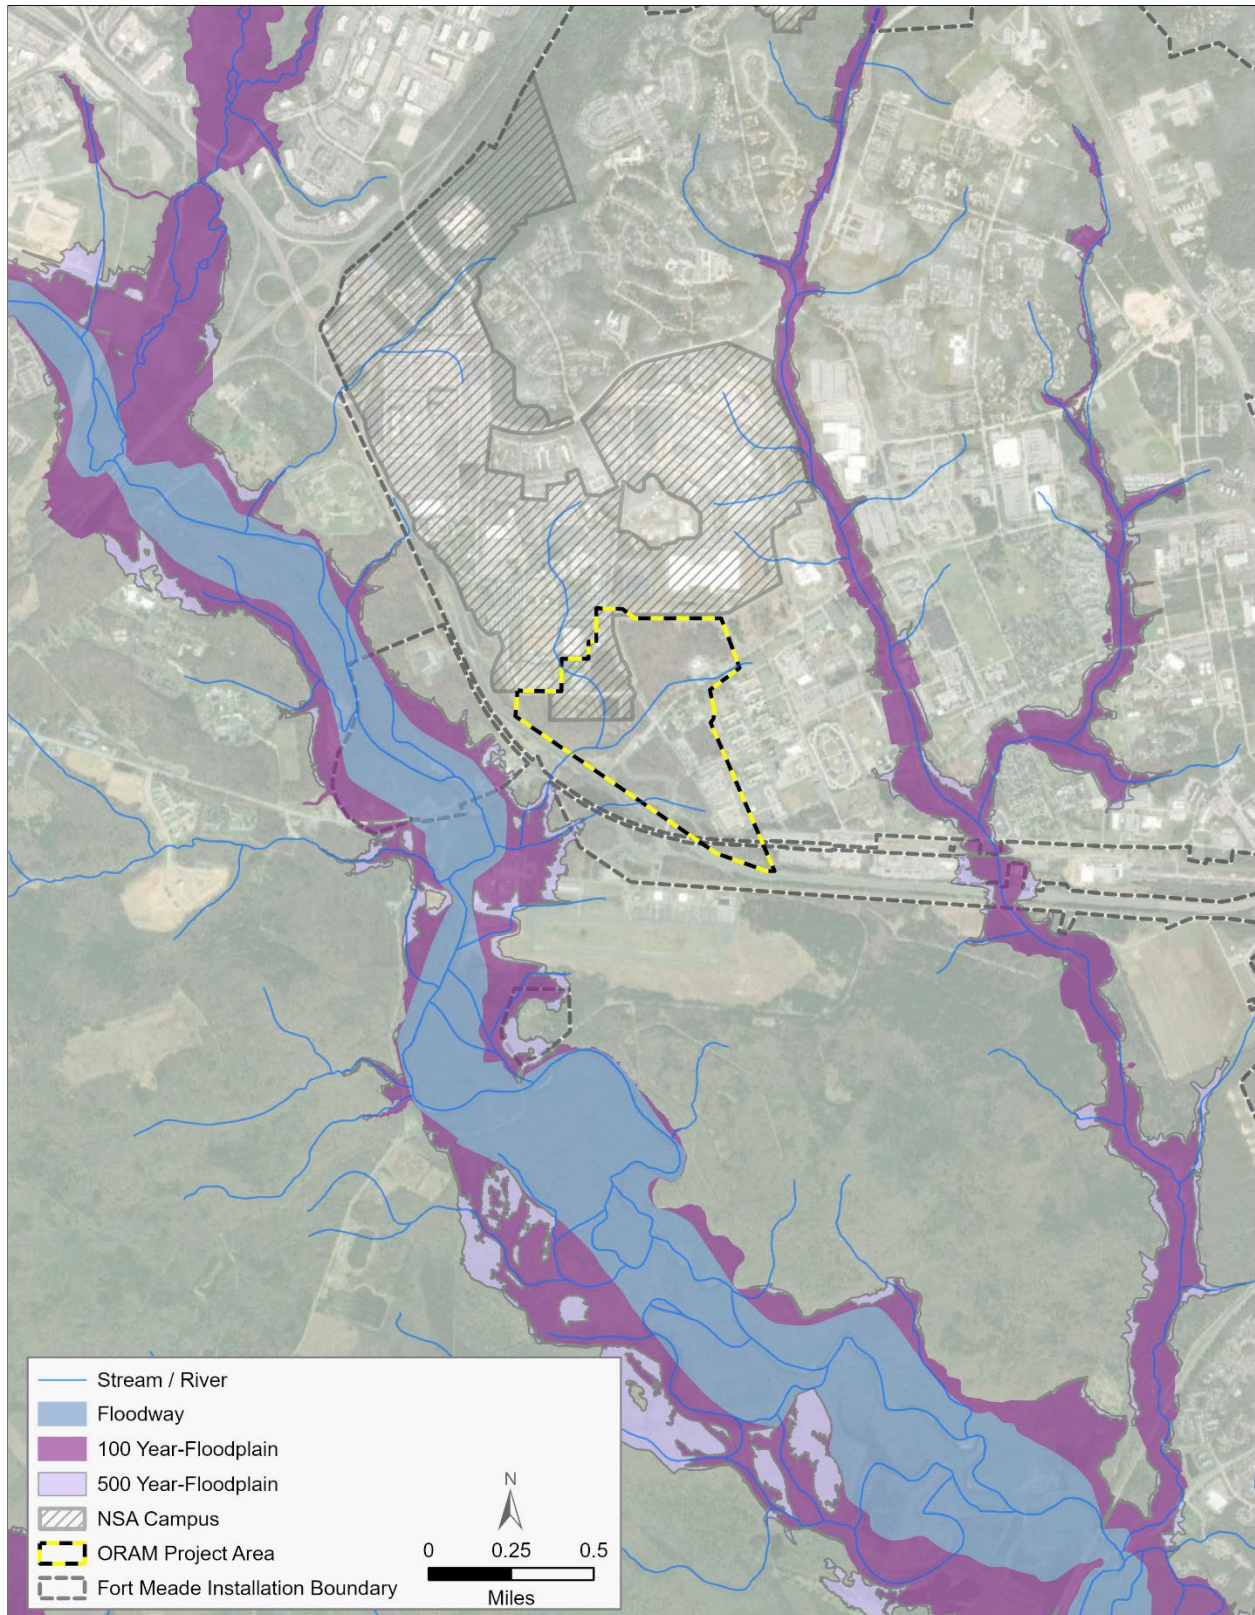 Stream / River
Floodway
100 Year-Floodplain
500 Year-Floodplain
NSA Campus
ORAM Project Area
Fort Meade Installation Boundary
N
0 0.25 0.5
Miles